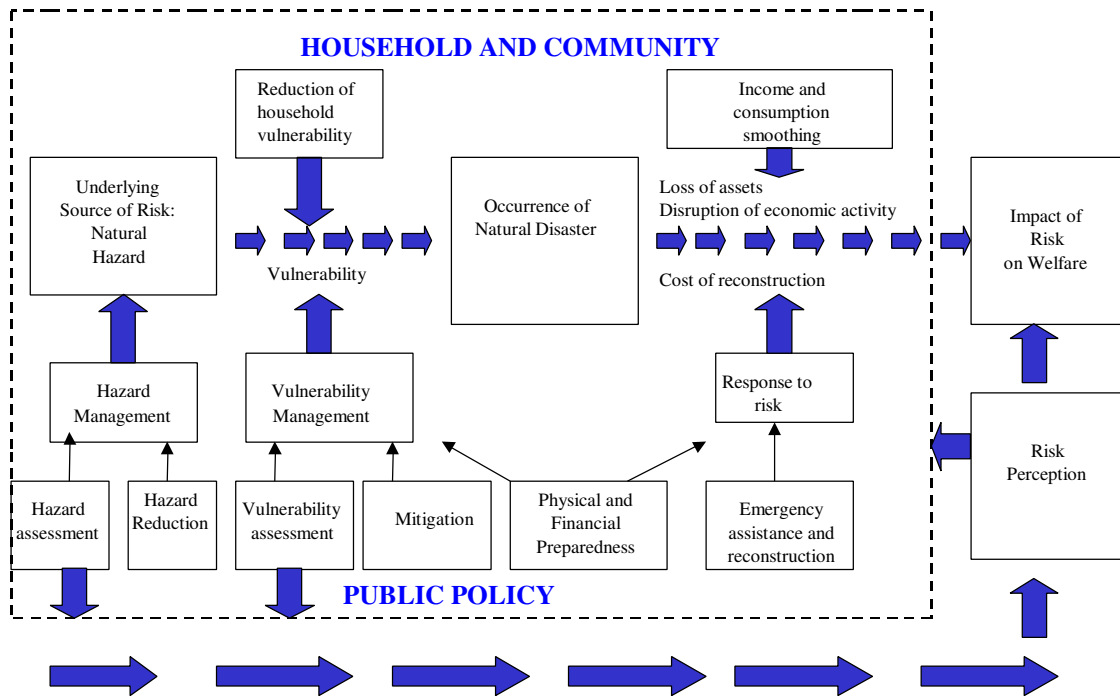 HOUSEHOLD AND COMMUNITY
Reduction of
household
vulnerability
Income and
consumption
smoothing
Underlying
Source of Risk:
Natural
Hazard
Vulnerability
Occurrence of
Natural Disaster
Loss of assets
Disruption of economic activity
Cost of reconstruction
Impact of
Risk
on Welfare
Hazard
Management
Vulnerability
Management
Response to
risk
Risk
Perception
Hazard
assessment
Hazard
Reduction
Vulnerability
assessment
Mitigation
Physical and
Financial
Preparedness
Emergency
assistance and
reconstruction
PUBLIC POLICY